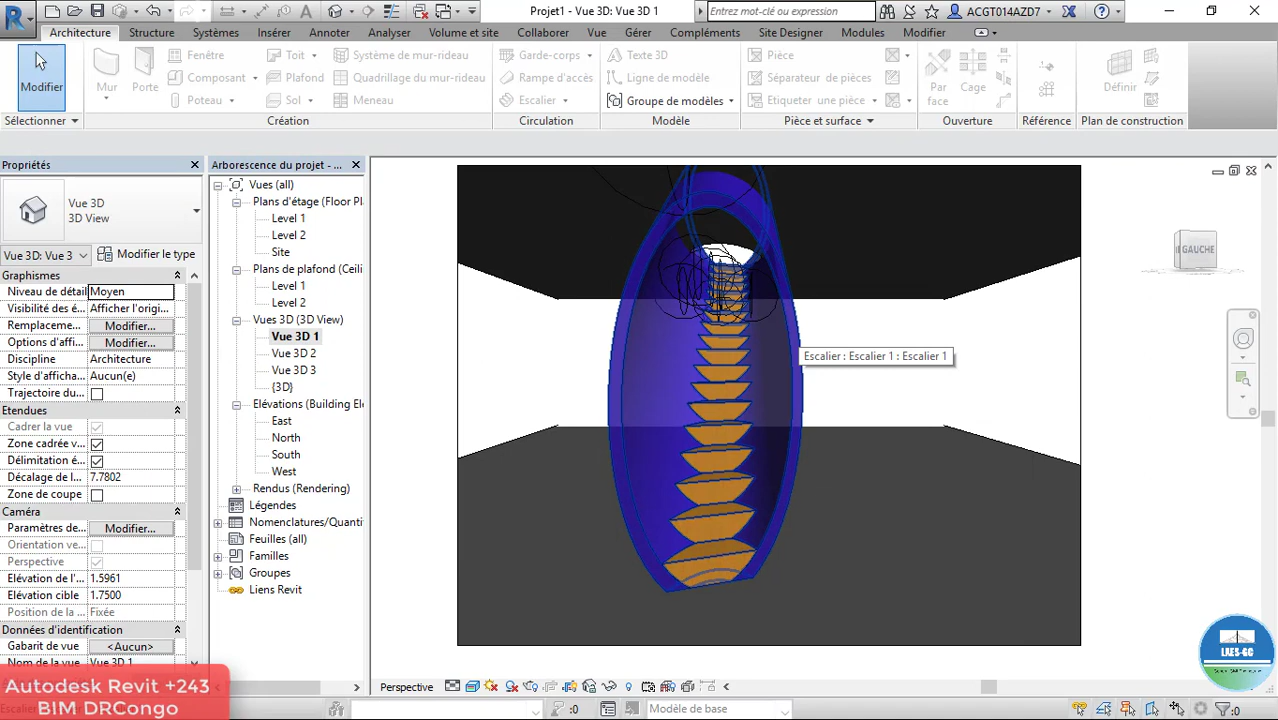 Projet1 - Vue 3D: Vue 3D 1
Entrez mot-clé ou expression
ACGT014AZD7
Architecture
Structure
Systèmes
Insérer
Annoter
Analyser
Volume et site
Collaborer
Vue
Gérer
Compléments
Site Designer
Modules
Modifier
Modifier
Mur
Porte
Fenêtre
Composant
Poteau
Toit
Plafond
Sol
Système de mur-rideau
Quadrillage du mur-rideau
Meneau
Garde-corps
Rampe d'accès
Escalier
Texte 3D
Ligne de modèle
Groupe de modèles
Pièce
Séparateur de pièces
Etiqueter une pièce
Par
face
Cage
Définir
Sélectionner
Création
Circulation
Modèle
Pièce et surface
Ouverture
Référence
Plan de construction
Propriétés
Vue 3D
3D View
Vue 3D: Vue 3
Modifier le type
Graphismes
Niveau de détail
Moyen
Visibilité des é
Afficher l'origi...
Remplaceme...
Modifier...
Options d'affi...
Modifier...
Discipline
Architecture
Style d'afficha...
Aucun(e)
Trajectoire du
Etendues
Cadrer la vue
Zone cadrée v...
Délimitation é...
Décalage de l...
7.7802
Zone de coupe
Caméra
Paramètres de...
Modifier...
Orientation ve...
Perspective
Elévation de l'...
1.5961
Elévation cible
1.7500
Position de la ...
Fixée
Données d'identification
Gabarit de vue
<Aucun>
Nom de la vue
Vue 3D 1
Arborescence du projet - ...
Vues (all)
Plans d'étage (Floor Pl
Level 1
Level 2
Site
Plans de plafond (Ceili
Level 1
Level 2
Vues 3D (3D View)
Vue 3D 1
Vue 3D 2
Vue 3D 3
{3D}
Elévations (Building El
East
North
South
West
Rendus (Rendering)
Légendes
Nomenclatures/Quanti
Feuilles (all)
Familles
Groupes
Liens Revit
GAUCHE
Escalier : Escalier 1 : Escalier 1
LAES-GC
Autodesk Revit +243
BIM DRCongo
Perspective
:0
Modèle de base
:0